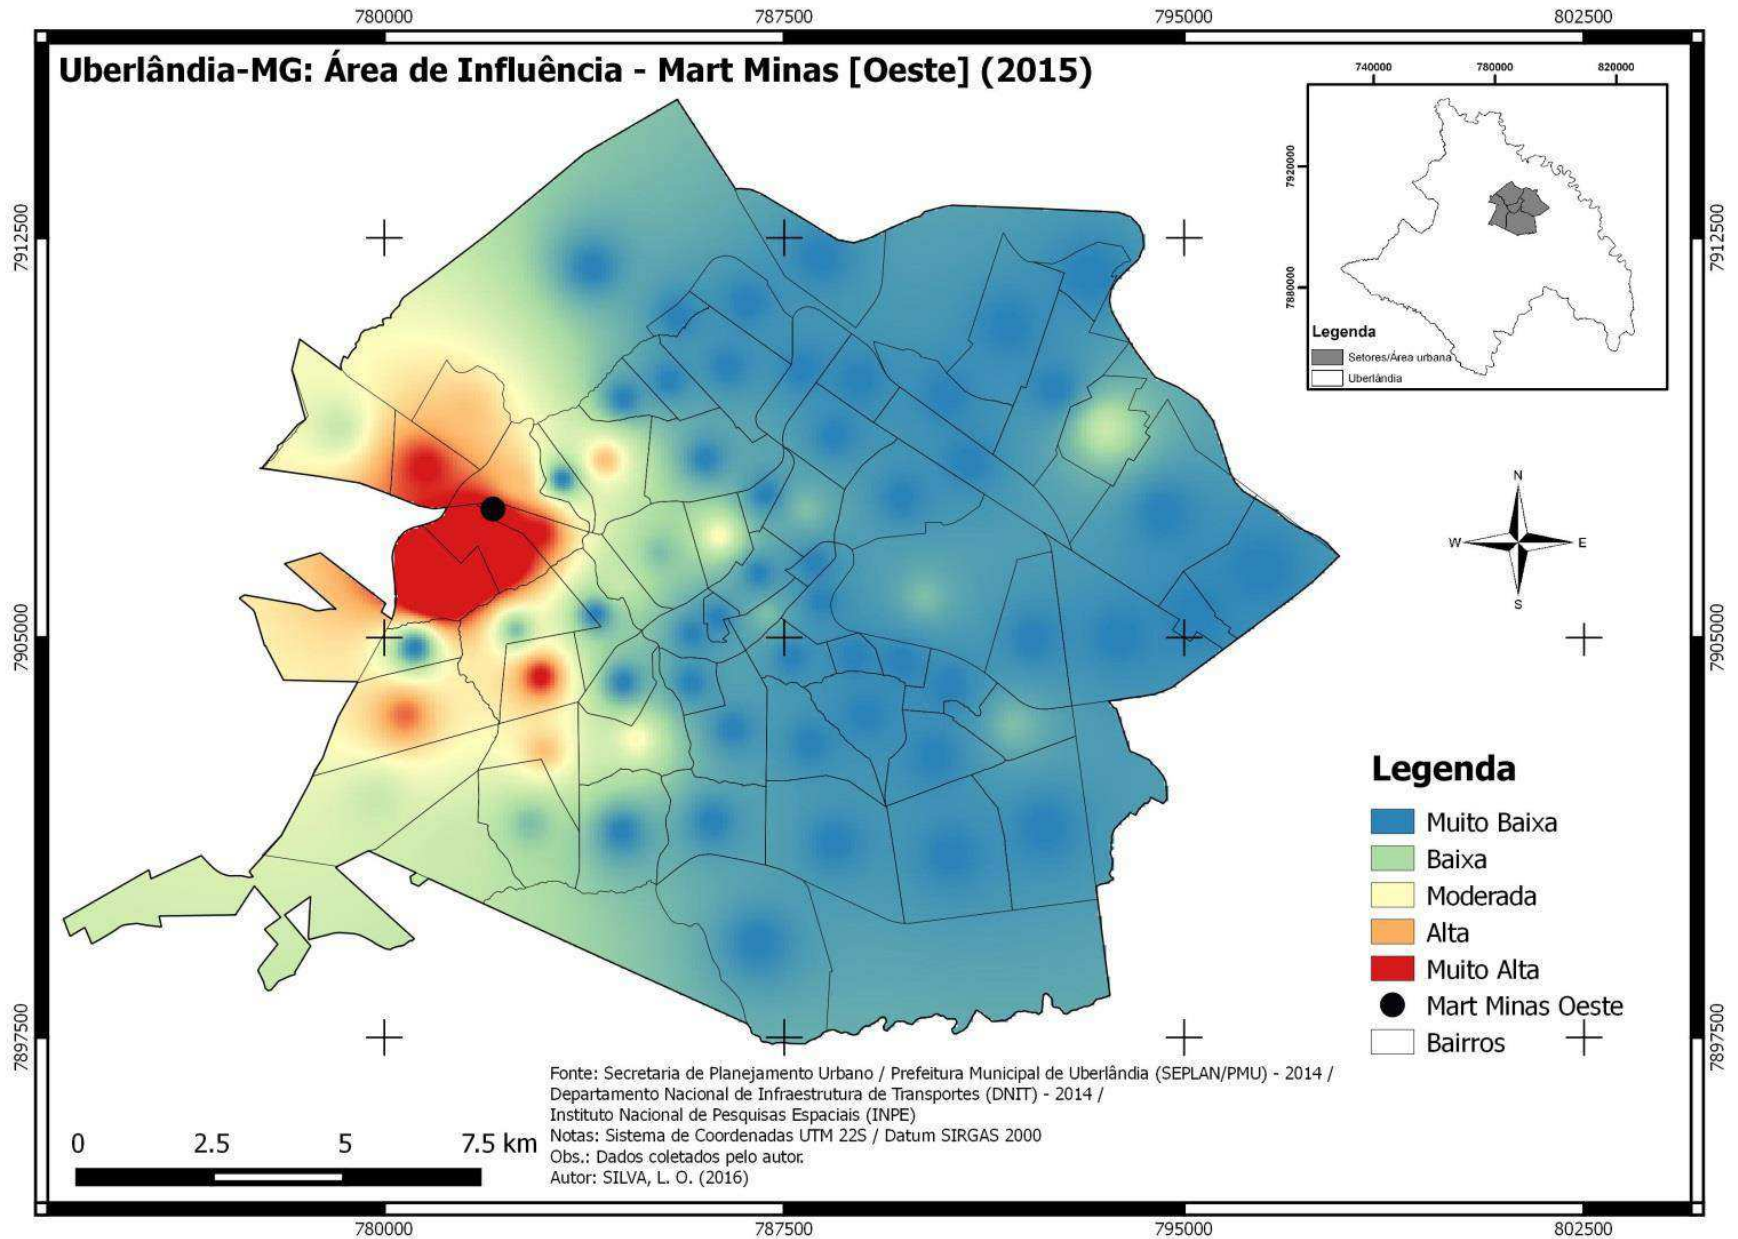 780000
787500
795000
802500
Uberlândia-MG: Área de Influência - Mart Minas [Oeste] (2015)
740000
780000
820000
7920000
7880000
Legenda
Setores/Área urbana
Uberlândia
7912500
7912500
N
W
E
S
7905000
7905000
Legenda
Muito Baixa
Baixa
Moderada
Alta
Muito Alta
Mart Minas Oeste
Bairros
7897500
7897500
Fonte: Secretaria de Planejamento Urbano / Prefeitura Municipal de Uberlândia (SEPLAN/PMU) - 2014 /
Departamento Nacional de Infraestrutura de Transportes (DNIT) - 2014 /
Instituto Nacional de Pesquisas Espaciais (INPE)
Notas: Sistema de Coordenadas UTM 22S / Datum SIRGAS 2000
Obs.: Dados coletados pelo autor.
Autor: SILVA, L. O. (2016)
0 2.5 5 7.5 km
780000
787500
795000
802500